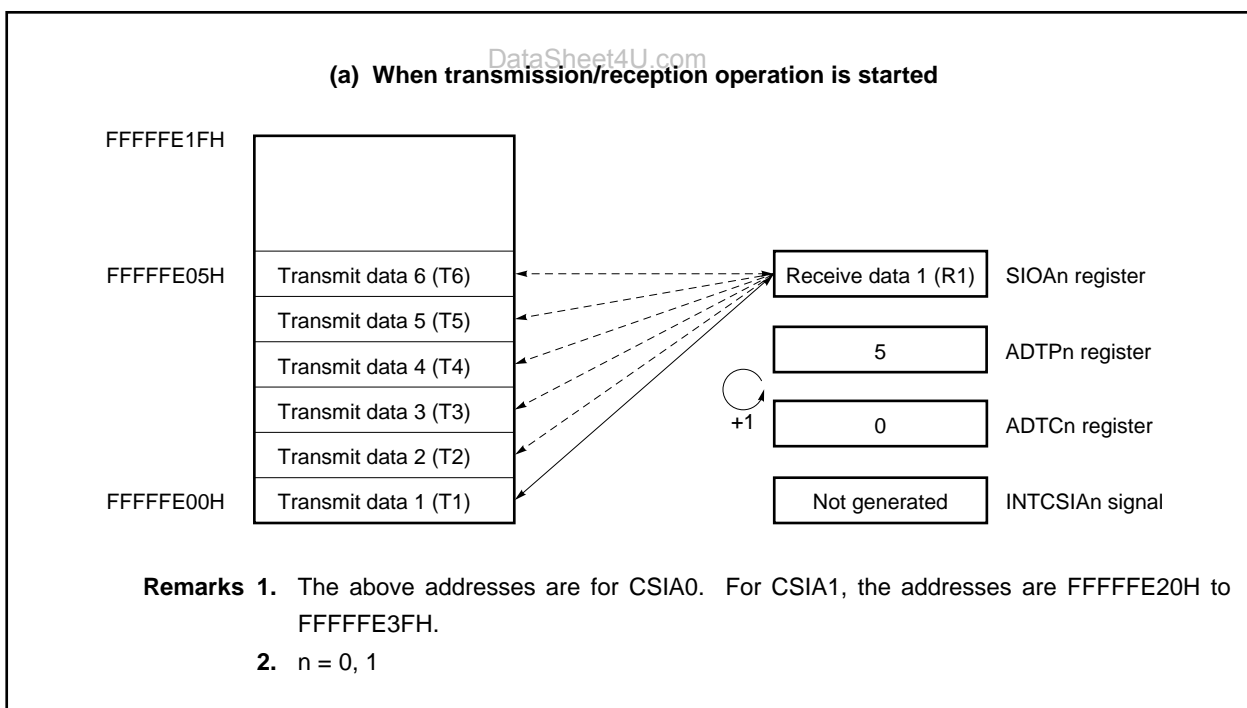 DataSheet4U.com
(a) When transmission/reception operation is started
FFFFFE1FH
FFFFFE05H Transmit data 6 (T6) Receive data 1 (R1) SIOAn register
Transmit data 5 (T5) 5 ADTPn register
Transmit data 4 (T4)
Transmit data 3 (T3) +1 0 ADTCn register
Transmit data 2 (T2)
FFFFFE00H Transmit data 1 (T1) Not generated INTCSIAn signal
Remarks 1. The above addresses are for CSIA0. For CSIA1, the addresses are FFFFFE20H to
FFFFFE3FH.
2. n = 0, 1